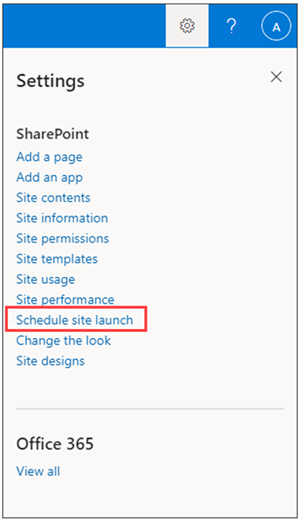 ?
A
Settings
SharePoint
Add a page
Add an app
Site contents
Site information
Site permissions
Site templates
Site usage
Site performance
Schedule site launch
Change the look
Site designs
Office 365
View all